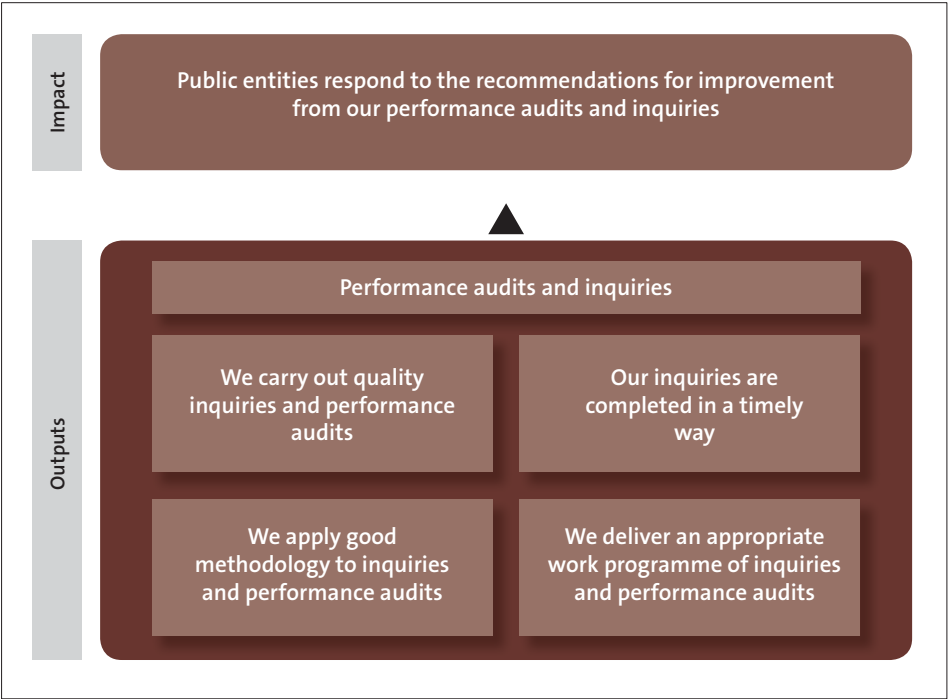 Impact
Public entities respond to the recommendations for improvement
from our performance audits and inquiries
Outputs
Performance audits and inquiries
We carry out quality
inquiries and performance
audits
Our inquiries are
completed in a timely
way
We apply good
methodology to inquiries
and performance audits
We deliver an appropriate
work programme of inquiries
and performance audits